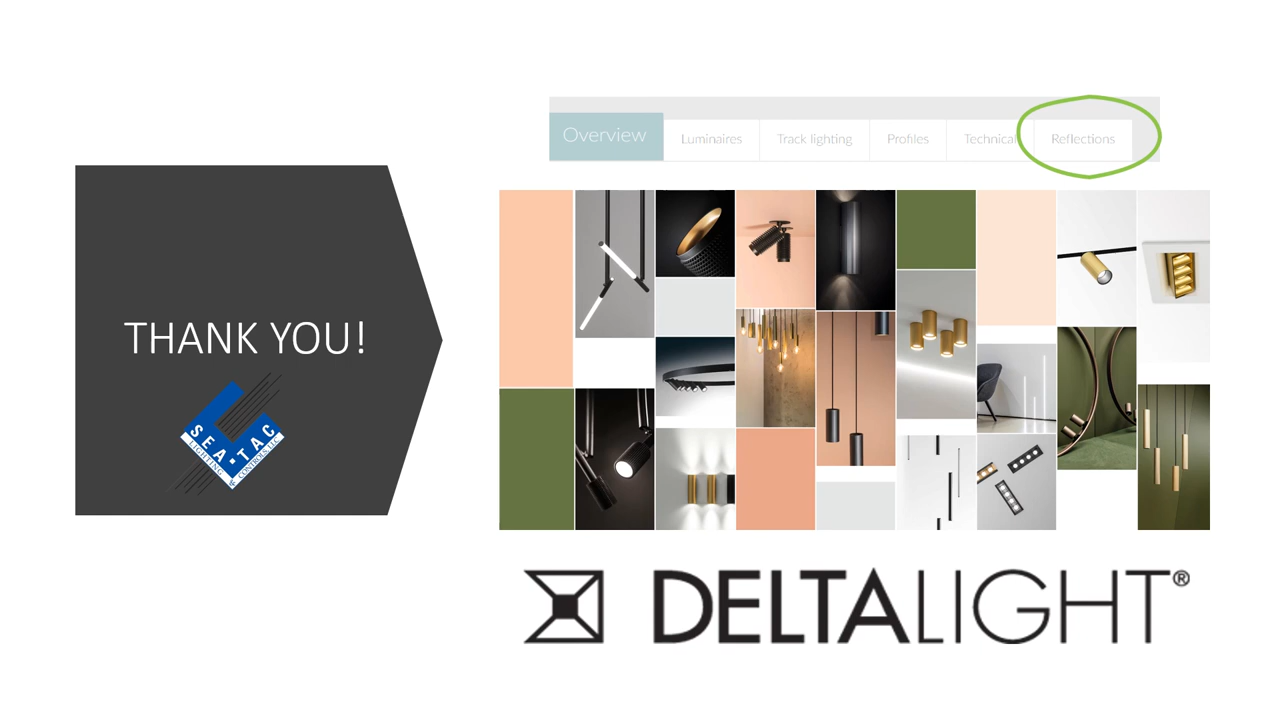 Overview Luminaires Track lighting Profiles Technical Reflections
THANK YOU!
SEA·TAC
LIGHTING & CONTROLS LLC
DELTALIGHT®